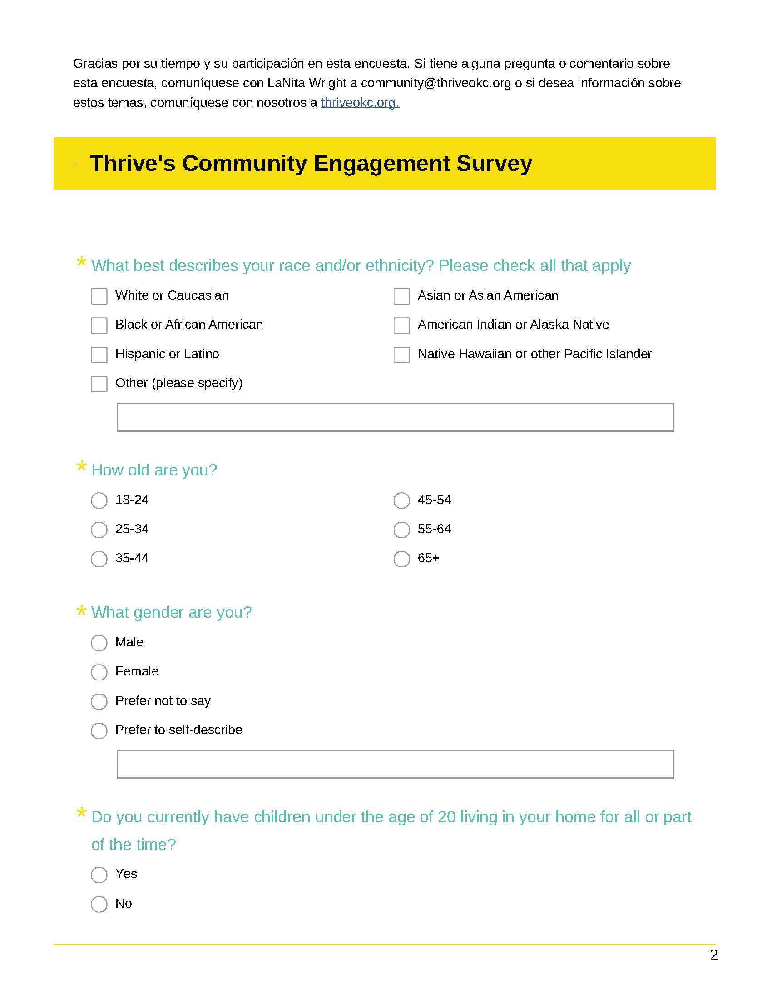 Gracias por su tiempo y su participación en esta encuesta. Si tiene alguna pregunta o comentario sobre
esta encuesta, comuníquese con LaNita Wright a community@thriveokc.org o si desea información sobre
estos temas, comuníquese con nosotros a thriveokc.org.
Thrive's Community Engagement Survey
* What best describes your race and/or ethnicity? Please check all that apply
White or Caucasian
Asian or Asian American
Black or African American
American Indian or Alaska Native
Hispanic or Latino
Native Hawaiian or other Pacific Islander
Other (please specify)
* How old are you?
18-24
45-54
25-34
55-64
35-44
65+
* What gender are you?
Male
Female
Prefer not to say
Prefer to self-describe
* Do you currently have children under the age of 20 living in your home for all or part
of the time?
Yes
No
2